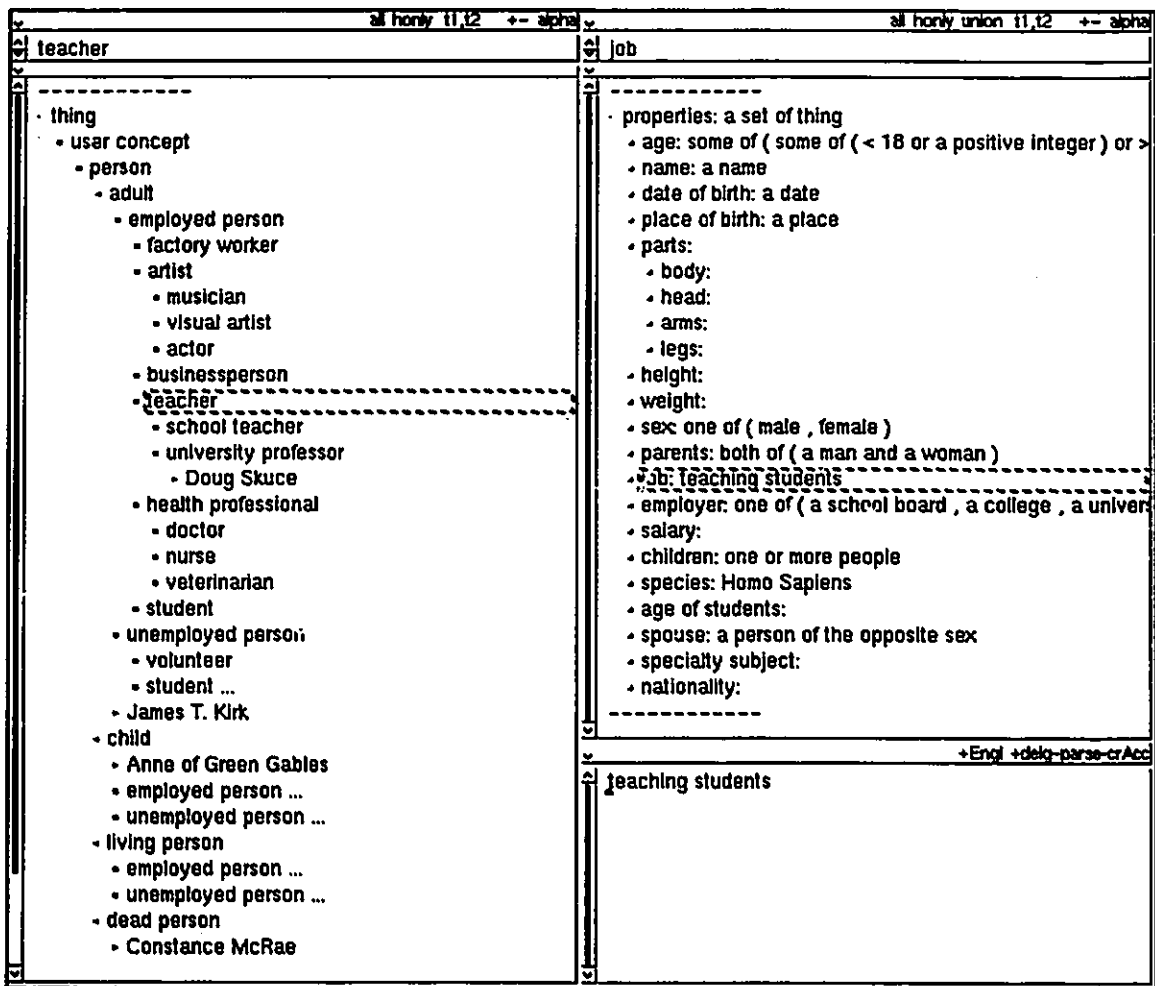 all honly t1,t2 +- alpha
teacher
-------------
· thing
• user concept
• person
• adult
• employed person
• factory worker
• artist
• musician
• visual artist
• actor
• businessperson
• teacher
• school teacher
• university professor
• Doug Skuce
• health professional
• doctor
• nurse
• veterinarian
• student
• unemployed person
• volunteer
• student ...
• James T. Kirk
• child
• Anne of Green Gables
• employed person ...
• unemployed person ...
• living person
• employed person ...
• unemployed person ...
• dead person
• Constance McRae
all honly union t1,t2 +- alpha
job
-------------
· properties: a set of thing
• age: some of ( some of ( < 18 or a positive integer ) or >
• name: a name
• date of birth: a date
• place of birth: a place
• parts:
• body:
• head:
• arms:
• legs:
• height:
• weight:
• sex: one of ( male , female )
• parents: both of ( a man and a woman )
• job: teaching students
• employer: one of ( a school board , a college , a univers
• salary:
• children: one or more people
• species: Homo Sapiens
• age of students:
• spouse: a person of the opposite sex
• specialty subject:
• nationality:
-------------
+Engl +delg-parse-crAcc
teaching students